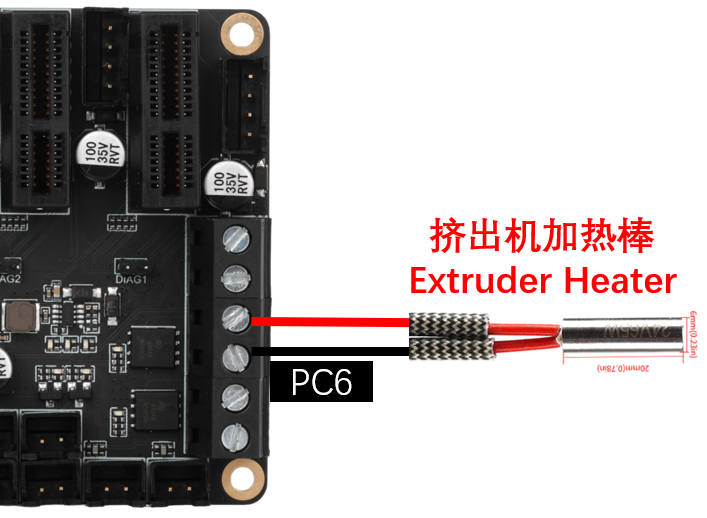 100
35V
RVT
100
35V
RVT
挤出机加热棒
Extruder Heater
DIAG1
AG2
PC6
24V65W
6mm(0.23in)
20mm(0.78in)